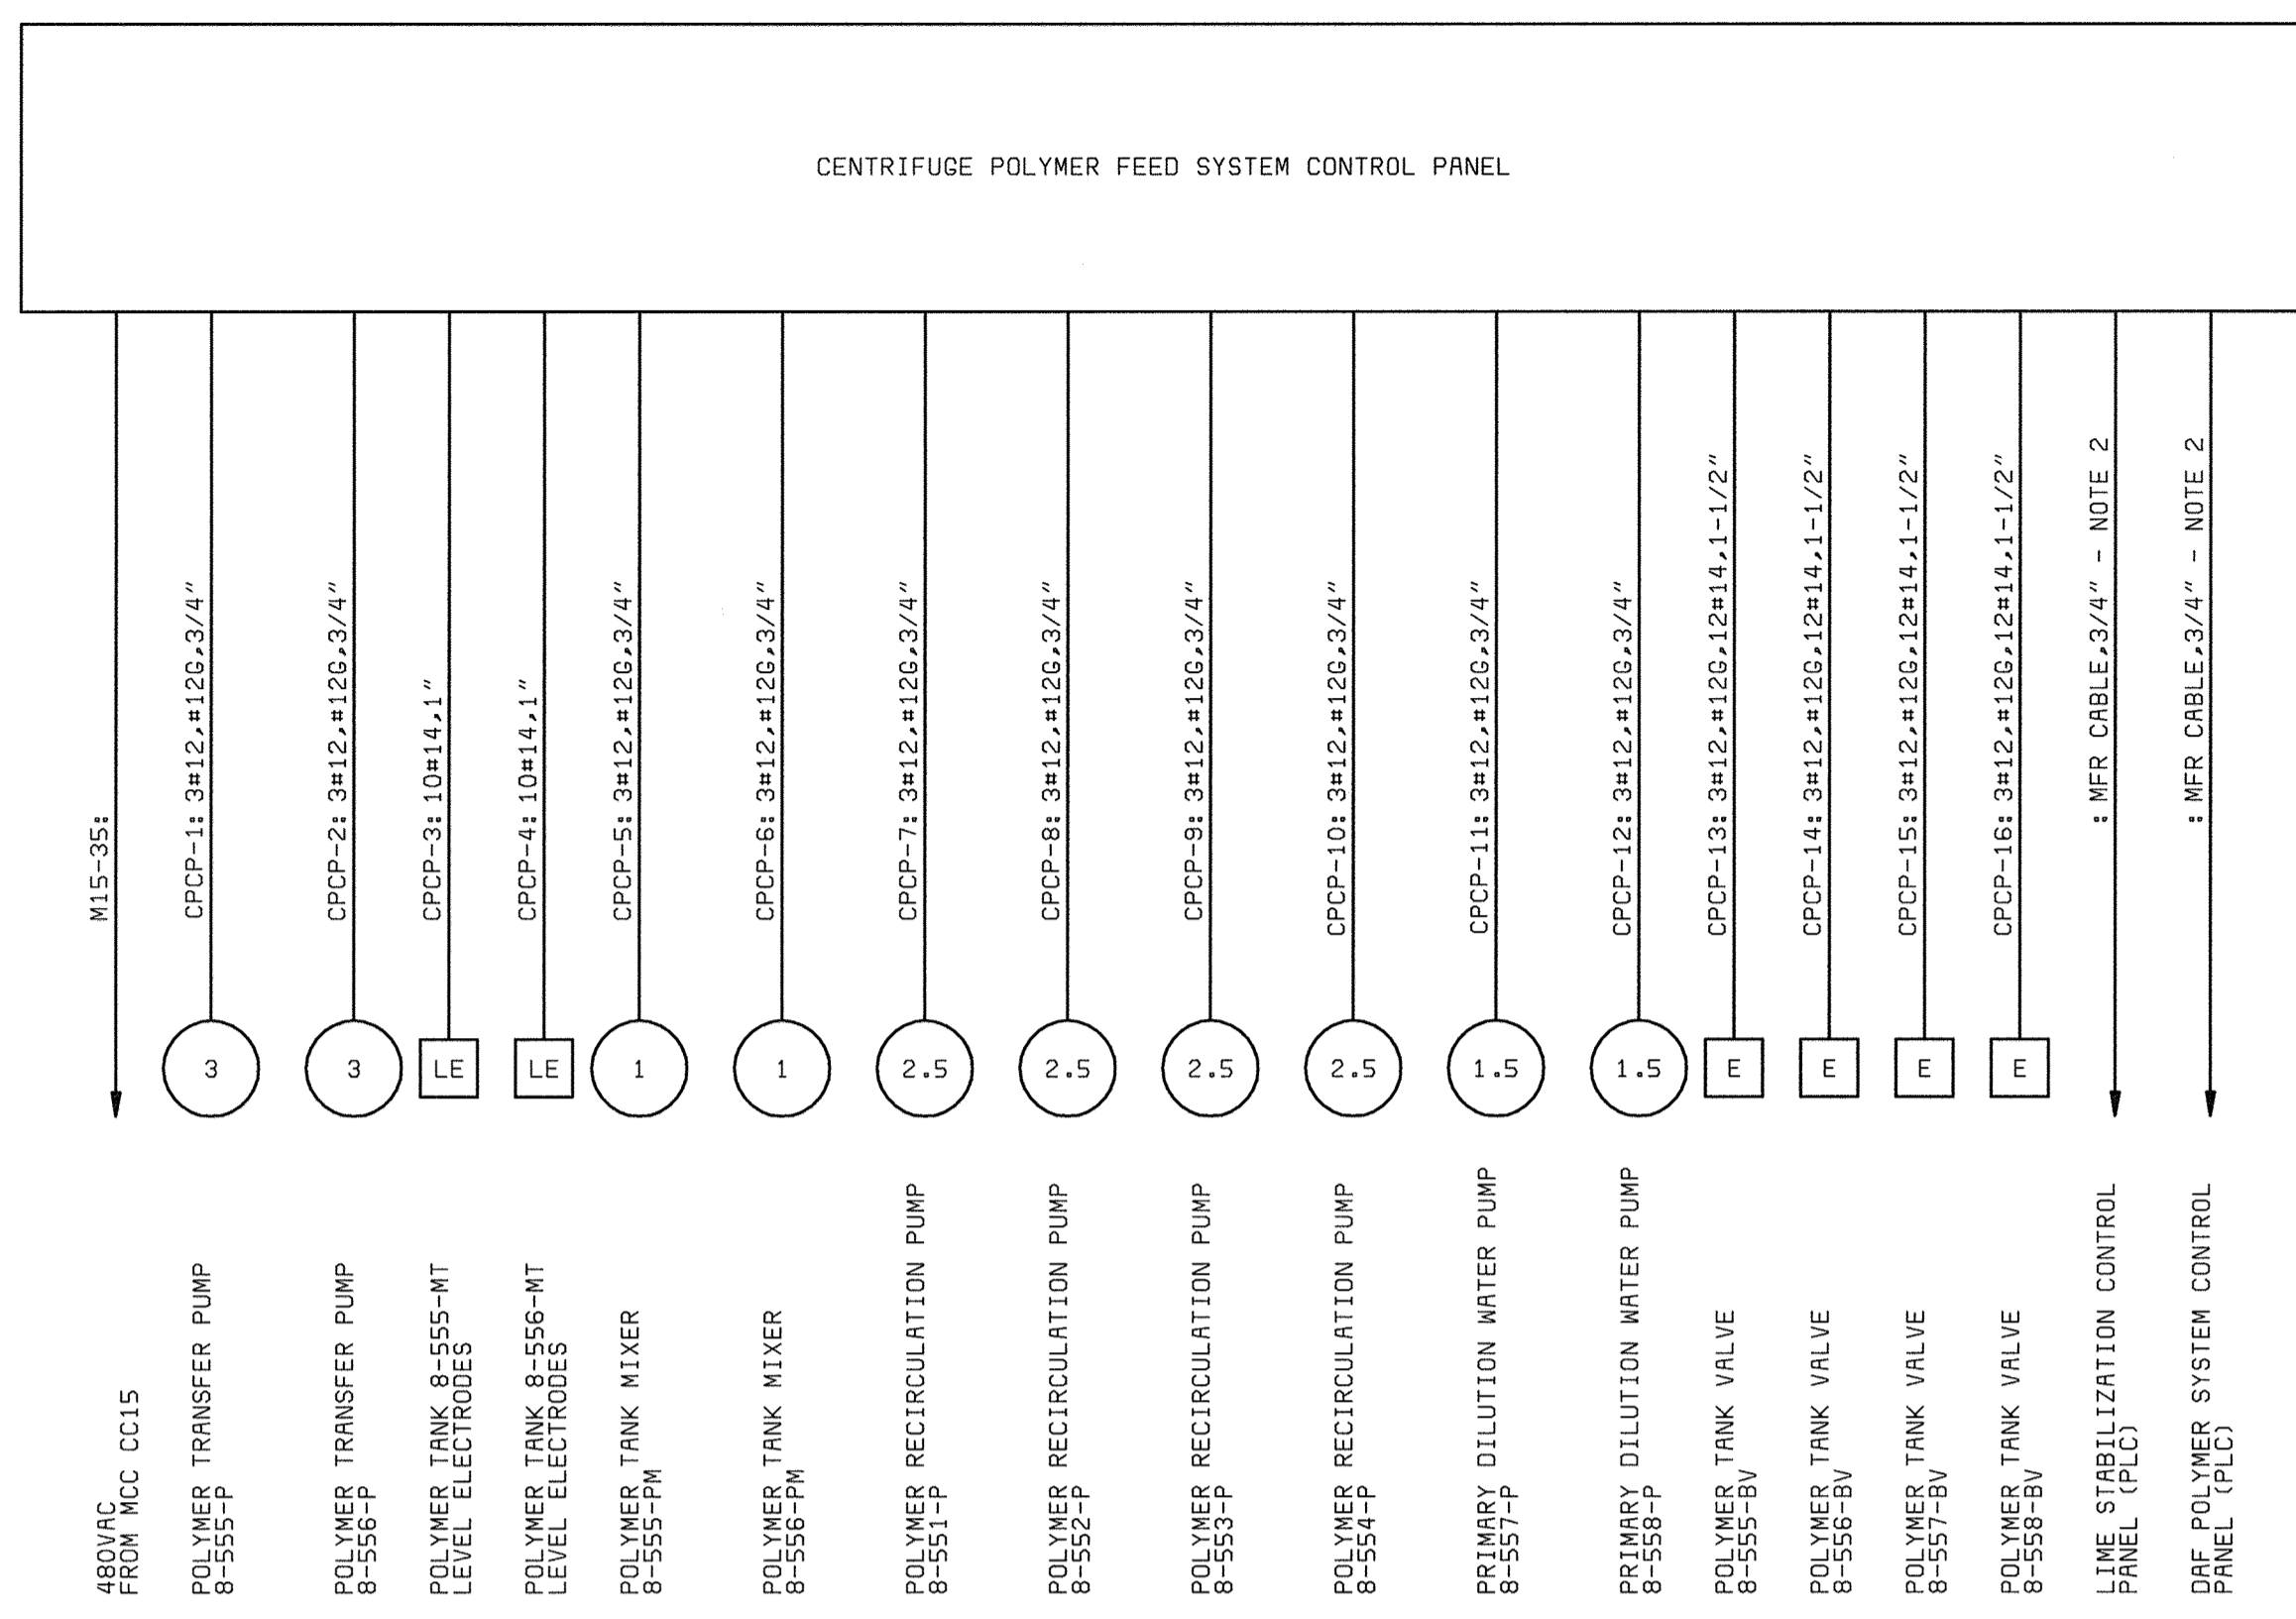 CENTRIFUGE POLYMER FEED SYSTEM CONTROL PANEL
M15-35:
CPCP-1: 3#12,#12G,3/4"
CPCP-2: 3#12,#12G,3/4"
CPCP-3: 10#14,1"
CPCP-4: 10#14,1"
CPCP-5: 3#12,#12G,3/4"
CPCP-6: 3#12,#12G,3/4"
CPCP-7: 3#12,#12G,3/4"
CPCP-8: 3#12,#12G,3/4"
CPCP-9: 3#12,#12G,3/4"
CPCP-10: 3#12,#12G,3/4"
CPCP-11: 3#12,#12G,3/4"
CPCP-12: 3#12,#12G,3/4"
CPCP-13: 3#12,#12G,12#14,1-1/2"
CPCP-14: 3#12,#12G,12#14,1-1/2"
CPCP-15: 3#12,#12G,12#14,1-1/2"
CPCP-16: 3#12,#12G,12#14,1-1/2"
: MFR CABLE,3/4" - NOTE 2
: MFR CABLE,3/4" - NOTE 2
3
3
LE
LE
1
1
2.5
2.5
2.5
2.5
1.5
1.5
E
E
E
E
480VAC
FROM MCC CC15
POLYMER TRANSFER PUMP
8-555-P
POLYMER TRANSFER PUMP
8-556-P
POLYMER TANK 8-555-MT
LEVEL ELECTRODES
POLYMER TANK 8-556-MT
LEVEL ELECTRODES
POLYMER TANK MIXER
8-555-PM
POLYMER TANK MIXER
8-556-PM
POLYMER RECIRCULATION PUMP
8-551-P
POLYMER RECIRCULATION PUMP
8-552-P
POLYMER RECIRCULATION PUMP
8-553-P
POLYMER RECIRCULATION PUMP
8-554-P
PRIMARY DILUTION WATER PUMP
8-557-P
PRIMARY DILUTION WATER PUMP
8-558-P
POLYMER TANK VALVE
8-555-BV
POLYMER TANK VALVE
8-556-BV
POLYMER TANK VALVE
8-557-BV
POLYMER TANK VALVE
8-558-BV
LIME STABILIZATION CONTROL
PANEL (PLC)
DAF POLYMER SYSTEM CONTROL
PANEL (PLC)